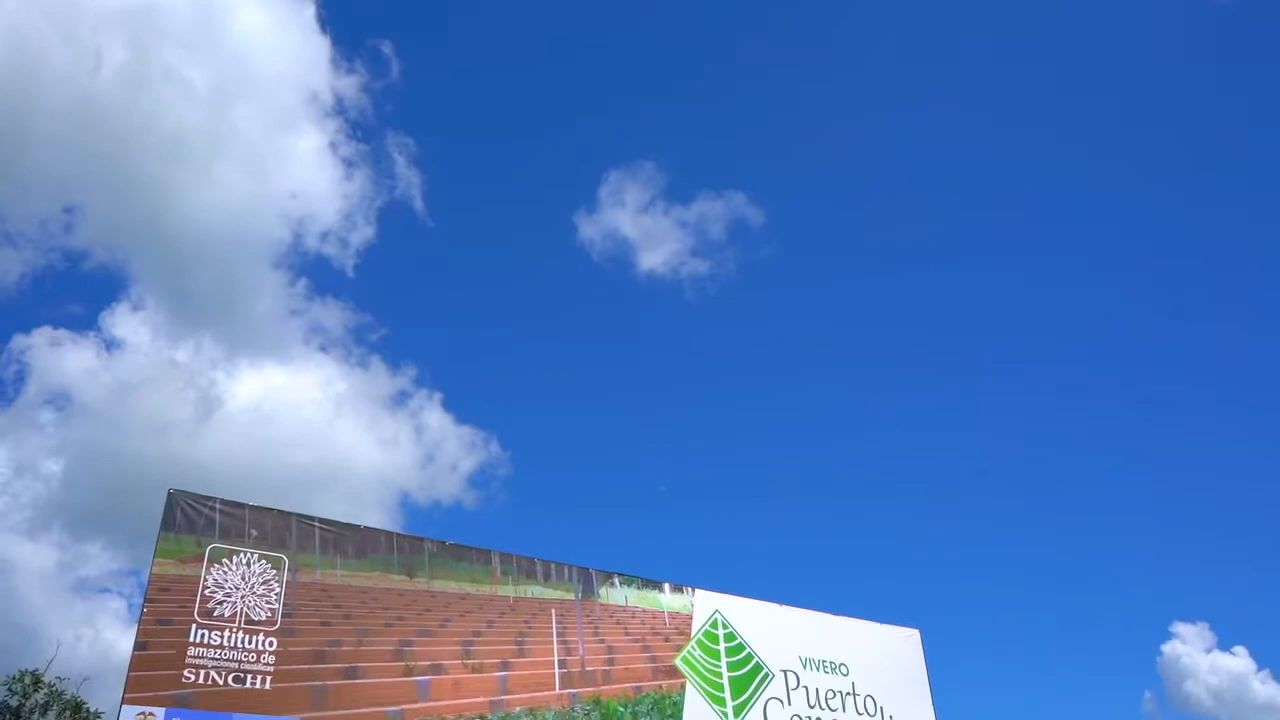 Instituto
amazónico de
investigaciones científicas
SINCHI
VIVERO
Puerto